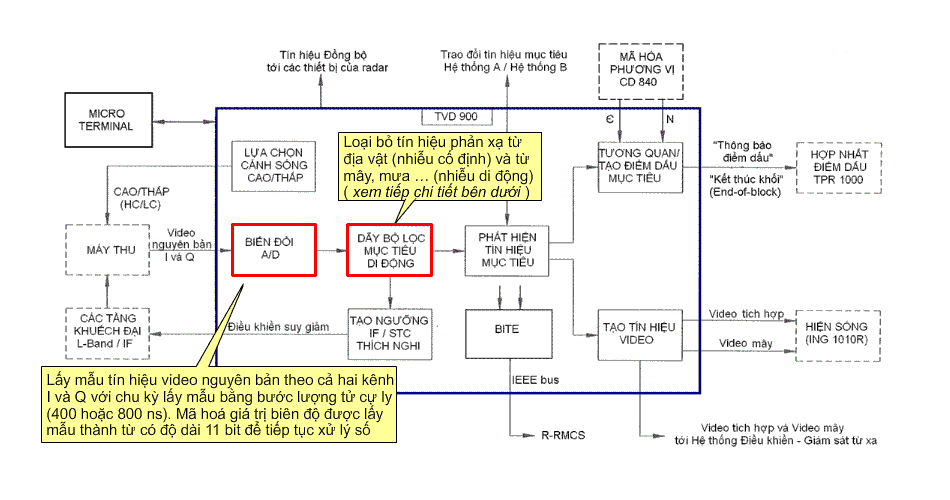 Tín hiệu Đồng bộ
tới các thiết bị của radar
Trao đổi tín hiệu mục tiêu
Hệ thống A / Hệ thống B
MÃ HÓA
PHƯƠNG VỊ
CD 840
MICRO
TERMINAL
TVD 900
Є
N
LỰA CHỌN
CÁNH SÓNG
CAO/THẤP
Loại bỏ tín hiệu phản xạ từ
địa vật (nhiễu cố định) và từ
mây, mưa … (nhiễu di động)
( xem tiếp chi tiết bên dưới )
TƯƠNG QUAN/
TẠO ĐIỂM DẤU
MỤC TIÊU
"Thông báo
điểm dấu"
"Kết thúc khối"
(End-of-block)
HỢP NHẤT
ĐIỂM DẤU
TPR 1000
CAO/THẤP
(HC/LC)
MÁY THU
Video
nguyên bản
I và Q
BIẾN ĐỔI
A/D
DÃY BỘ LỌC
MỤC TIÊU
DI ĐỘNG
PHÁT HIỆN
TÍN HIỆU
MỤC TIÊU
CÁC TẦNG
KHUẾCH ĐẠI
L-Band / IF
Điều khiển suy giảm
TẠO NGƯỠNG
IF / STC
THÍCH NGHI
BITE
TẠO TÍN HIỆU
VIDEO
Video tích hợp
Video mây
HIỆN SÓNG
(ING 1010R)
Lấy mẫu tín hiệu video nguyên bản theo cả hai kênh
I và Q với chu kỳ lấy mẫu bằng bước lượng tử cự ly
(400 hoặc 800 ns). Mã hoá giá trị biên độ được lấy
mẫu thành từ có độ dài 11 bit để tiếp tục xử lý số
IEEE bus
R-RMCS
Video tích hợp và Video mây
tới Hệ thống Điều khiển - Giám sát từ xa